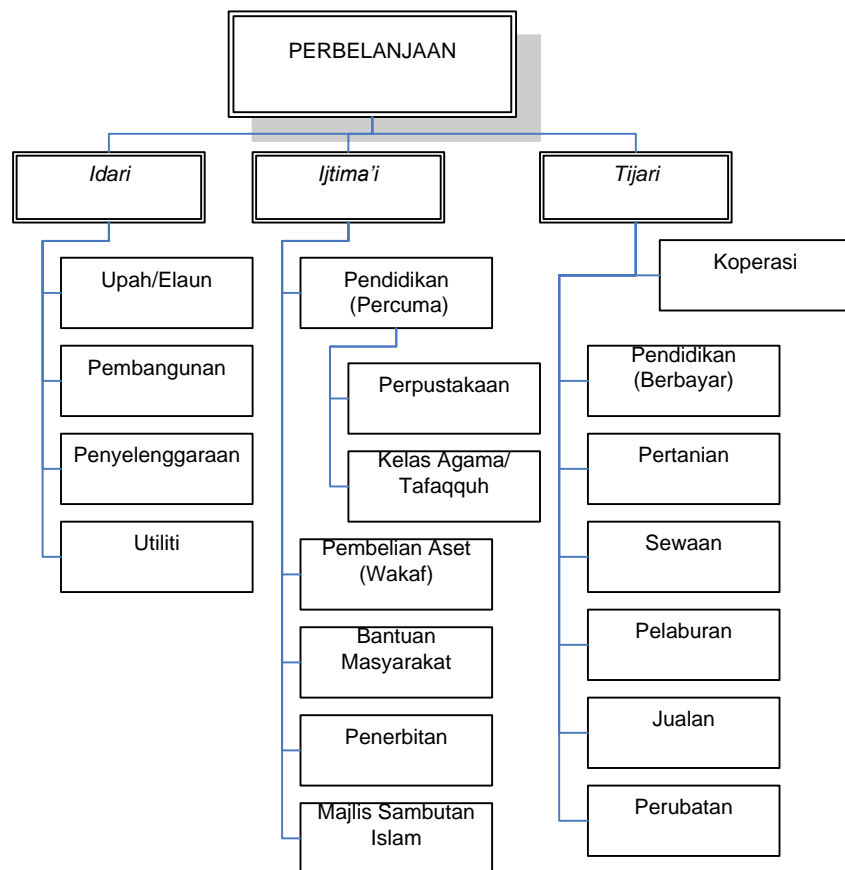 PERBELANJAAN
Idari
Ijtima'i
Tijari
Upah/Elaun
Pembangunan
Penyelenggaraan
Utiliti
Pendidikan
(Percuma)
Perpustakaan
Kelas Agama/
Tafaqquh
Pembelian Aset
(Wakaf)
Bantuan
Masyarakat
Penerbitan
Majlis Sambutan
Islam
Koperasi
Pendidikan
(Berbayar)
Pertanian
Sewaan
Pelaburan
Jualan
Perubatan